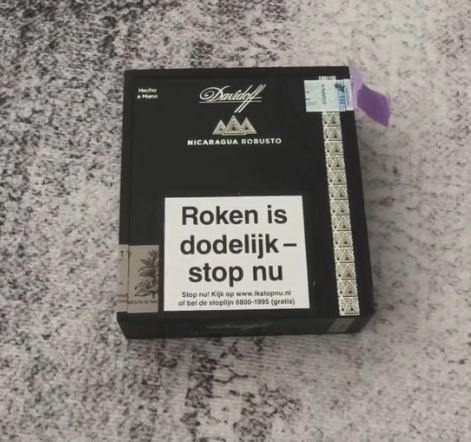 Hecho
a Mano
Davidoff
NICARAGUA ROBUSTO
Roken is
dodelijk –
stop nu
Stop nu! Kijk op www.ikstopnu.nl
of bel de stoplijn 0800-1995 (gratis)